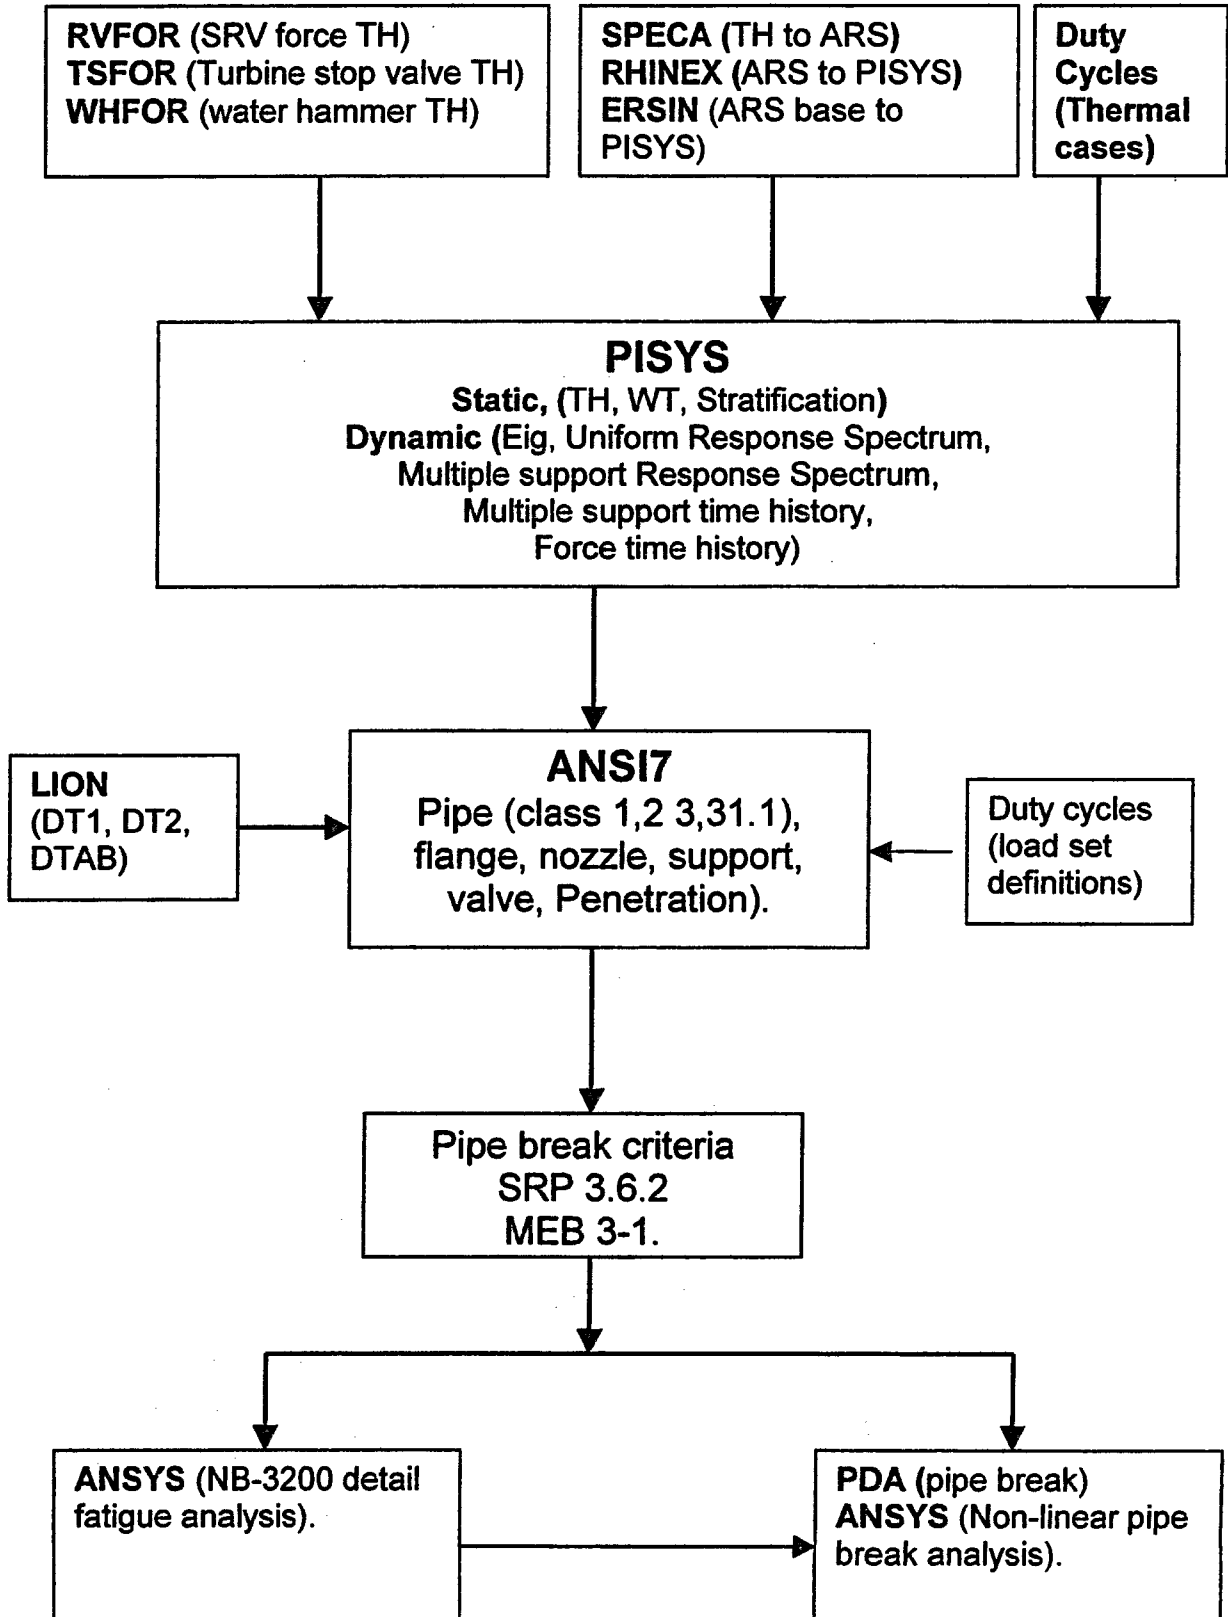 RVFOR (SRV force TH)
TSFOR (Turbine stop valve TH)
WHFOR (water hammer TH)
SPECA (TH to ARS)
RHINEX (ARS to PISYS)
ERSIN (ARS base to
PISYS)
Duty
Cycles
(Thermal
cases)
PISYS
Static, (TH, WT, Stratification)
Dynamic (Eig, Uniform Response Spectrum,
Multiple support Response Spectrum,
Multiple support time history,
Force time history)
LION
(DT1, DT2,
DTAB)
ANSI7
Pipe (class 1,2 3,31.1),
flange, nozzle, support,
valve, Penetration).
Duty cycles
(load set
definitions)
Pipe break criteria
SRP 3.6.2
MEB 3-1.
ANSYS (NB-3200 detail
fatigue analysis).
PDA (pipe break)
ANSYS (Non-linear pipe
break analysis).